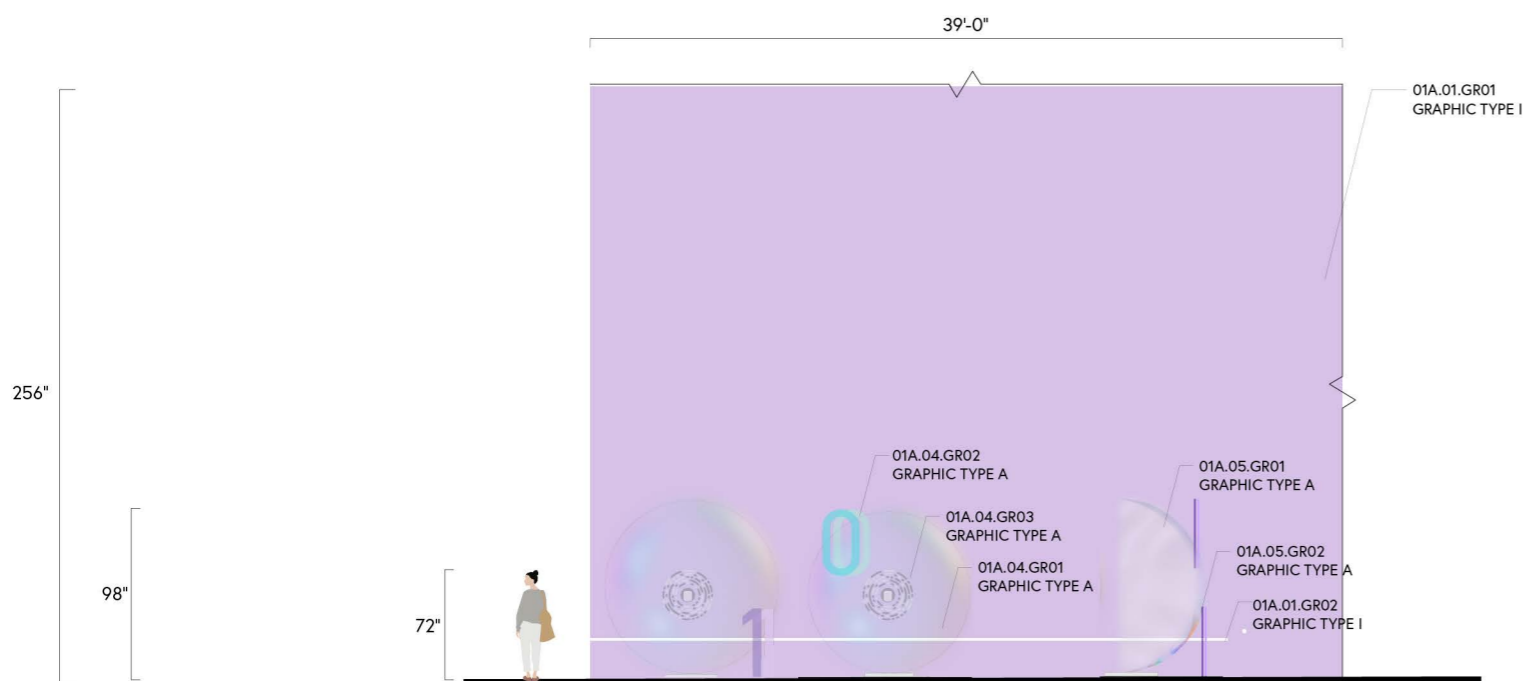 39'-0"
01A.01.GR01
GRAPHIC TYPE I
256"
01A.04.GR02
GRAPHIC TYPE A
01A.05.GR01
GRAPHIC TYPE A
01A.04.GR03
GRAPHIC TYPE A
01A.05.GR02
GRAPHIC TYPE A
01A.04.GR01
GRAPHIC TYPE A
98"
72"
01A.01.GR02
GRAPHIC TYPE I
0
1